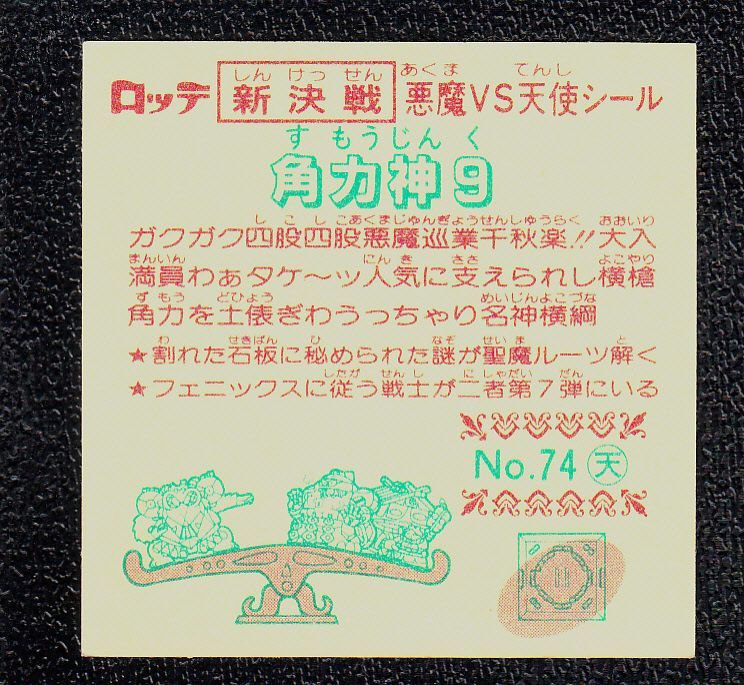 ロッテ 新決戦 悪魔VS天使シール
しん けっ せん あくま てんし
すもうじん く
角力神9
しこしこあくまじゅんぎょうせんしゅうらく おおいり
ガクガク四股四股悪魔巡業千秋楽!!大入
まんいん にんき ささ よこやり
満員わぁタケ〜ッ人気に支えられし横槍
ずもう どひょう めいじんよこづな
角力を土俵ぎわうっちゃり名神横綱
わ せきばん ひ なぞ せいま と
★割れた石板に秘められた謎が聖魔ルーツ解く
したが せんし にしゃだい だん
★フェニックスに従う戦士が二者第7弾にいる
No.74 天